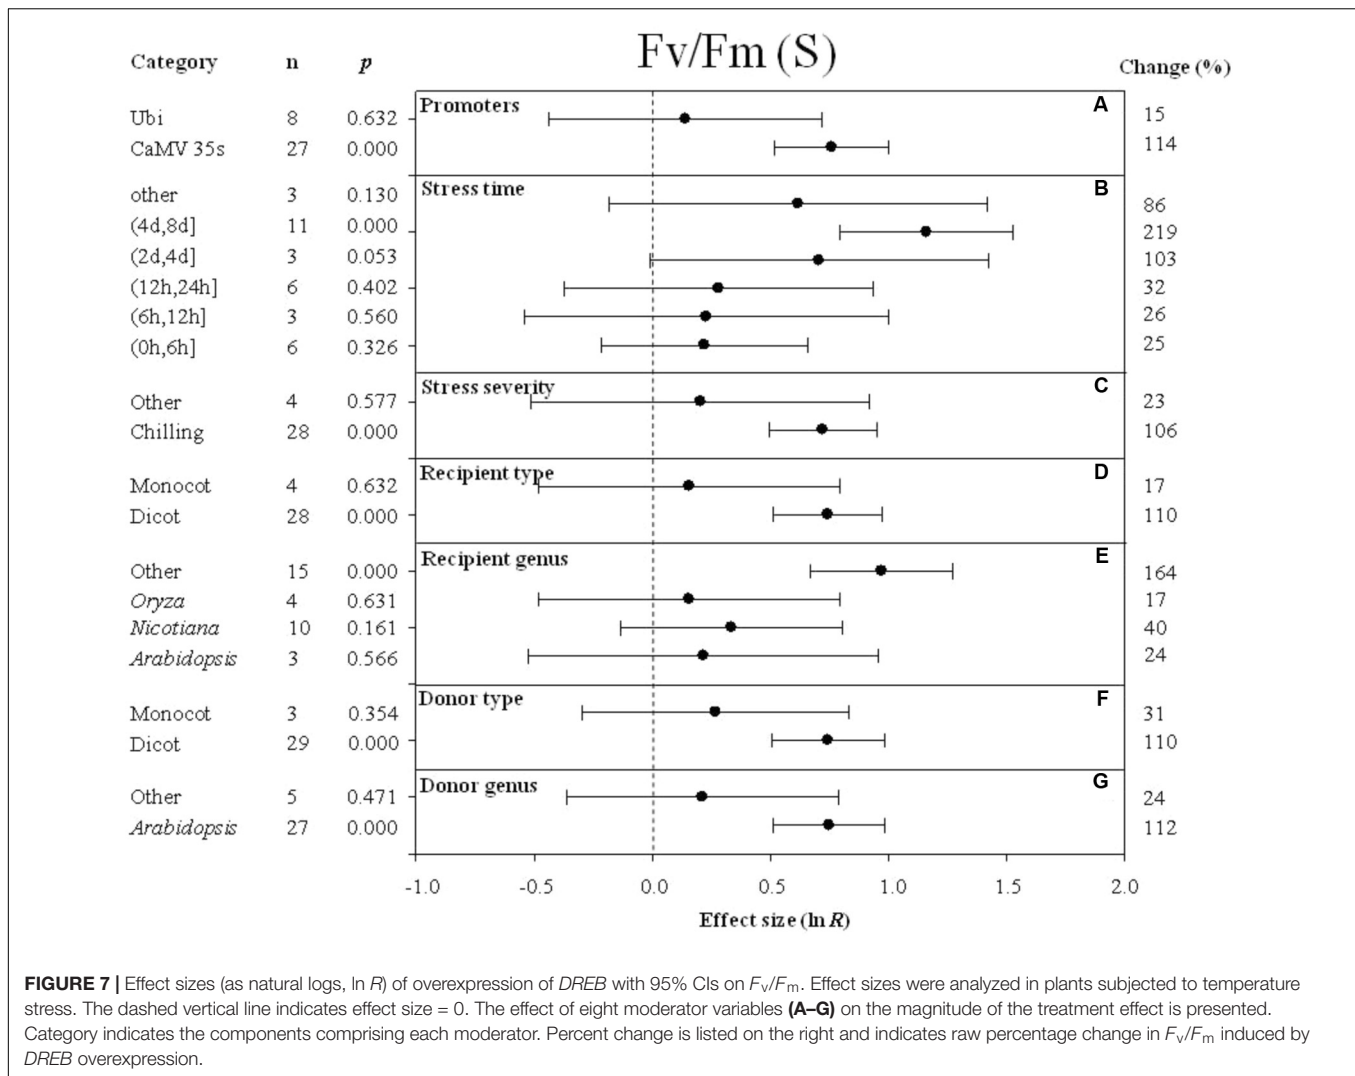 Fv/Fm (S)
Category n p Change (%)
Promoters A
Ubi 8 0.632 15
CaMV 35s 27 0.000 114
Stress time B
other 3 0.130 86
(4d,8d] 11 0.000 219
(2d,4d] 3 0.053 103
(12h,24h] 6 0.402 32
(6h,12h] 3 0.560 26
(0h,6h] 6 0.326 25
Stress severity C
Other 4 0.577 23
Chilling 28 0.000 106
Recipient type D
Monocot 4 0.632 17
Dicot 28 0.000 110
Recipient genus E
Other 15 0.000 164
Oryza 4 0.631 17
Nicotiana 10 0.161 40
Arabidopsis 3 0.566 24
Donor type F
Monocot 3 0.354 31
Dicot 29 0.000 110
Donor genus G
Other 5 0.471 24
Arabidopsis 27 0.000 112
-1.0 -0.5 0.0 0.5 1.0 1.5 2.0
Effect size (ln R)
FIGURE 7 | Effect sizes (as natural logs, ln R) of overexpression of DREB with 95% CIs on Fv/Fm. Effect sizes were analyzed in plants subjected to temperature
stress. The dashed vertical line indicates effect size = 0. The effect of eight moderator variables (A–G) on the magnitude of the treatment effect is presented.
Category indicates the components comprising each moderator. Percent change is listed on the right and indicates raw percentage change in Fv/Fm induced by
DREB overexpression.